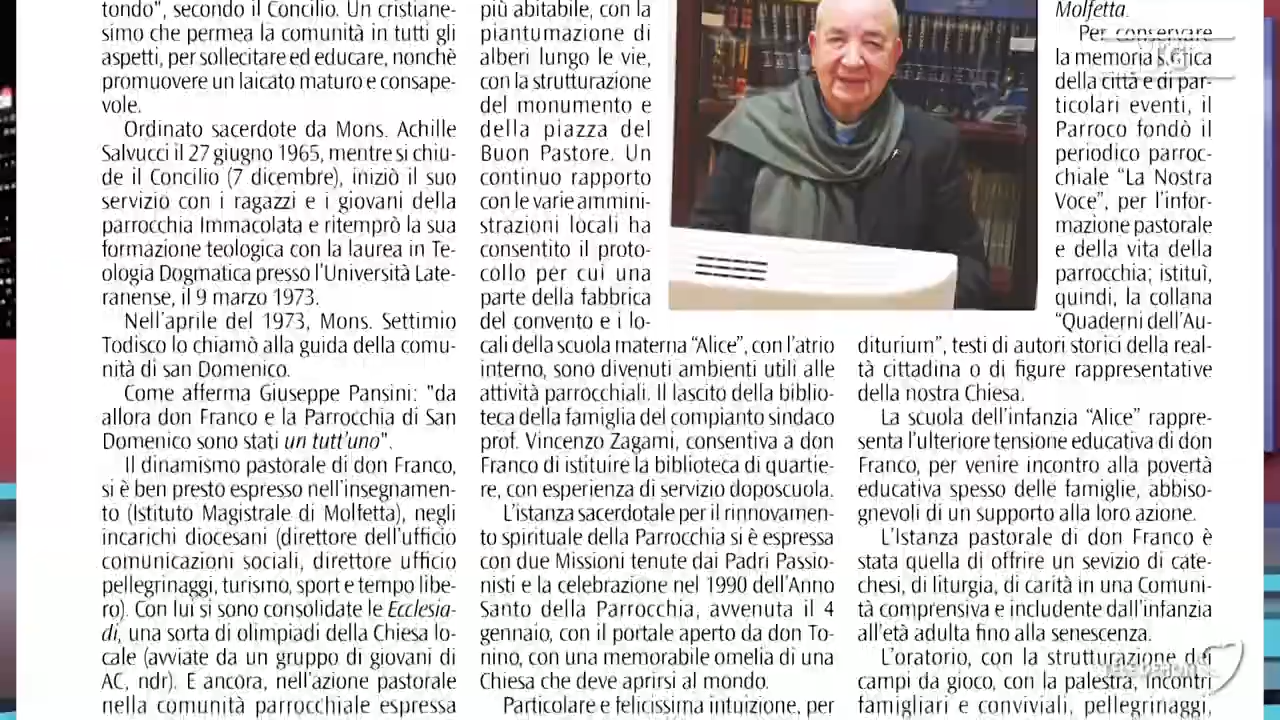 tondo", secondo il Concilio. Un cristiane-
simo che permea la comunità in tutti gli
aspetti, per sollecitare ed educare, nonchè
promuovere un laicato maturo e consape-
vole.
Ordinato sacerdote da Mons. Achille
Salvucci il 27 giugno 1965, mentre si chiu-
de il Concilio (7 dicembre), iniziò il suo
servizio con i ragazzi e i giovani della
parrocchia Immacolata e ritemprò la sua
formazione teologica con la laurea in Te-
ologia Dogmatica presso l'Università Late-
ranense, il 9 marzo 1973.
Nell'aprile del 1973, Mons. Settimio
Todisco lo chiamò alla guida della comu-
nità di san Domenico.
Come afferma Giuseppe Pansini: "da
allora don Franco e la Parrocchia di San
Domenico sono stati un tutt'uno".
Il dinamismo pastorale di don Franco,
si è ben presto espresso nell'insegnamen-
to (Istituto Magistrale di Molfetta), negli
incarichi diocesani (direttore dell'ufficio
comunicazioni sociali, direttore ufficio
pellegrinaggi, turismo, sport e tempo libe-
ro). Con lui si sono consolidate le Ecclesia-
di, una sorta di olimpiadi della Chiesa lo-
cale (avviate da un gruppo di giovani di
AC, ndr). E ancora, nell'azione pastorale
nella comunità parrocchiale espressa
più abitabile, con la
piantumazione di
alberi lungo le vie,
con la strutturazione
del monumento e
della piazza del
Buon Pastore. Un
continuo rapporto
con le varie ammini-
strazioni locali ha
consentito il proto-
collo per cui una
parte della fabbrica
del convento e i lo-
cali della scuola materna "Alice", con l'atrio
interno, sono divenuti ambienti utili alle
attività parrocchiali. Il lascito della biblio-
teca della famiglia del compianto sindaco
prof. Vincenzo Zagami, consentiva a don
Franco di istituire la biblioteca di quartie-
re, con esperienza di servizio doposcuola.
L'istanza sacerdotale per il rinnovamen-
to spirituale della Parrocchia si è espressa
con due Missioni tenute dai Padri Passio-
nisti e la celebrazione nel 1990 dell'Anno
Santo della Parrocchia, avvenuta il 4
gennaio, con il portale aperto da don To-
nino, con una memorabile omelia di una
Chiesa che deve aprirsi al mondo.
Particolare e felicissima intuizione, per
Molfetta.
Per conservare
la memoria storica
della città e di par-
ticolari eventi, il
Parroco fondò il
periodico parroc-
chiale "La Nostra
Voce", per l'infor-
mazione pastorale
e della vita della
parrocchia; istituì,
quindi, la collana
"Quaderni dell'Au-
diturium", testi di autori storici della real-
tà cittadina o di figure rappresentative
della nostra Chiesa.
La scuola dell'infanzia "Alice" rappre-
senta l'ulteriore tensione educativa di don
Franco, per venire incontro alla povertà
educativa spesso delle famiglie, abbiso-
gnevoli di un supporto alla loro azione.
L'Istanza pastorale di don Franco è
stata quella di offrire un sevizio di cate-
chesi, di liturgia, di carità in una Comuni-
tà comprensiva e includente dall'infanzia
all'età adulta fino alla senescenza.
L'oratorio, con la strutturazione dei
campi da gioco, con la palestra, incontri
famigliari e conviviali, pellegrinaggi,